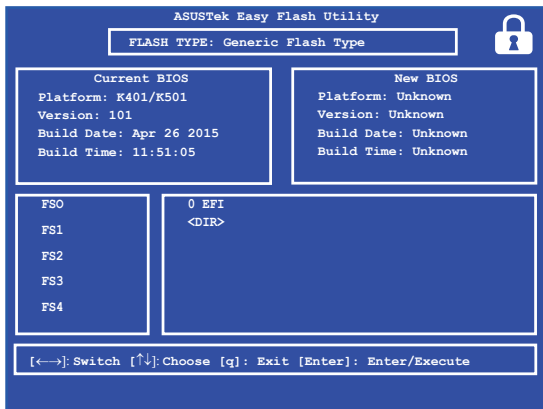 ASUSTek Easy Flash Utility
FLASH TYPE: Generic Flash Type
Current BIOS
Platform: K401/K501
Version: 101
Build Date: Apr 26 2015
Build Time: 11:51:05
New BIOS
Platform: Unknown
Version: Unknown
Build Date: Unknown
Build Time: Unknown
FSO
FS1
FS2
FS3
FS4
0 EFI
<DIR>
[←→]: Switch [↑↓]: Choose [q]: Exit [Enter]: Enter/Execute